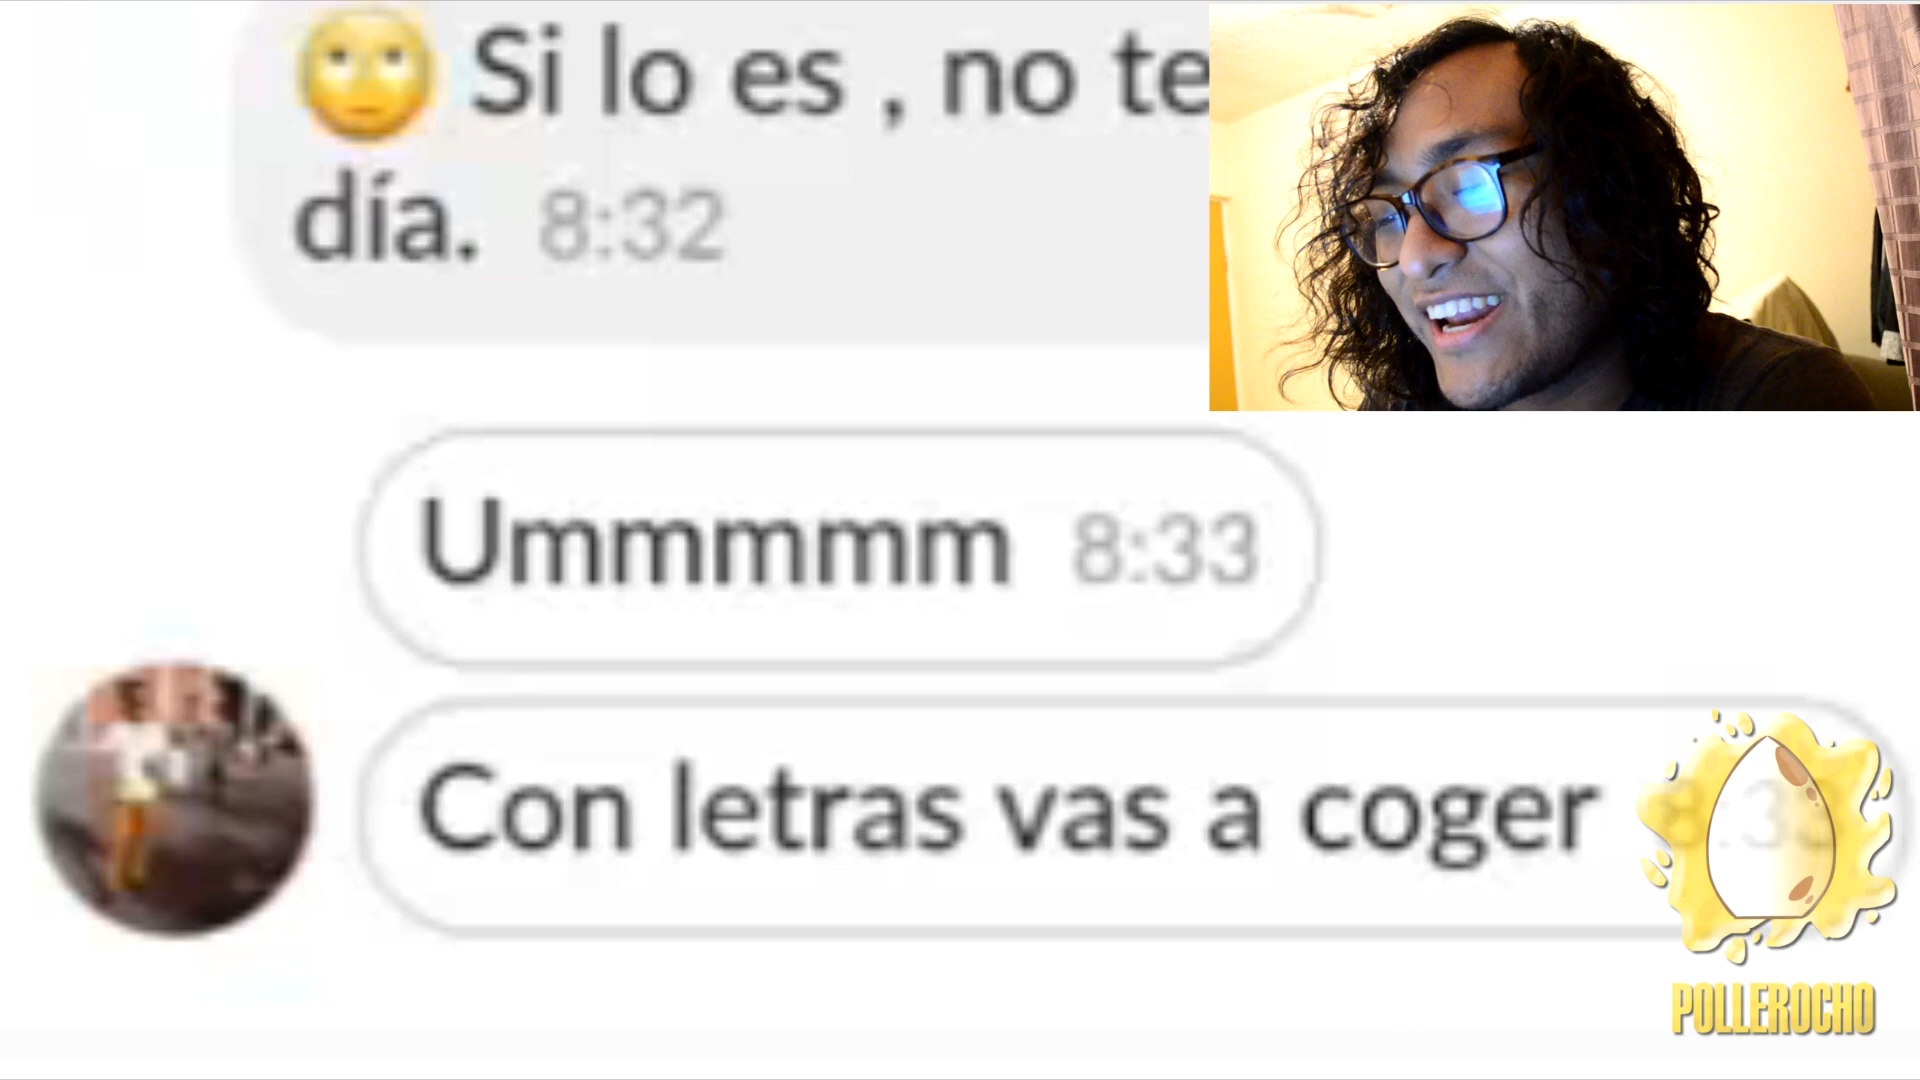 Si lo es , no te
día. 8:32
Ummmmm 8:33
Con letras vas a coger
POLLEROCHO